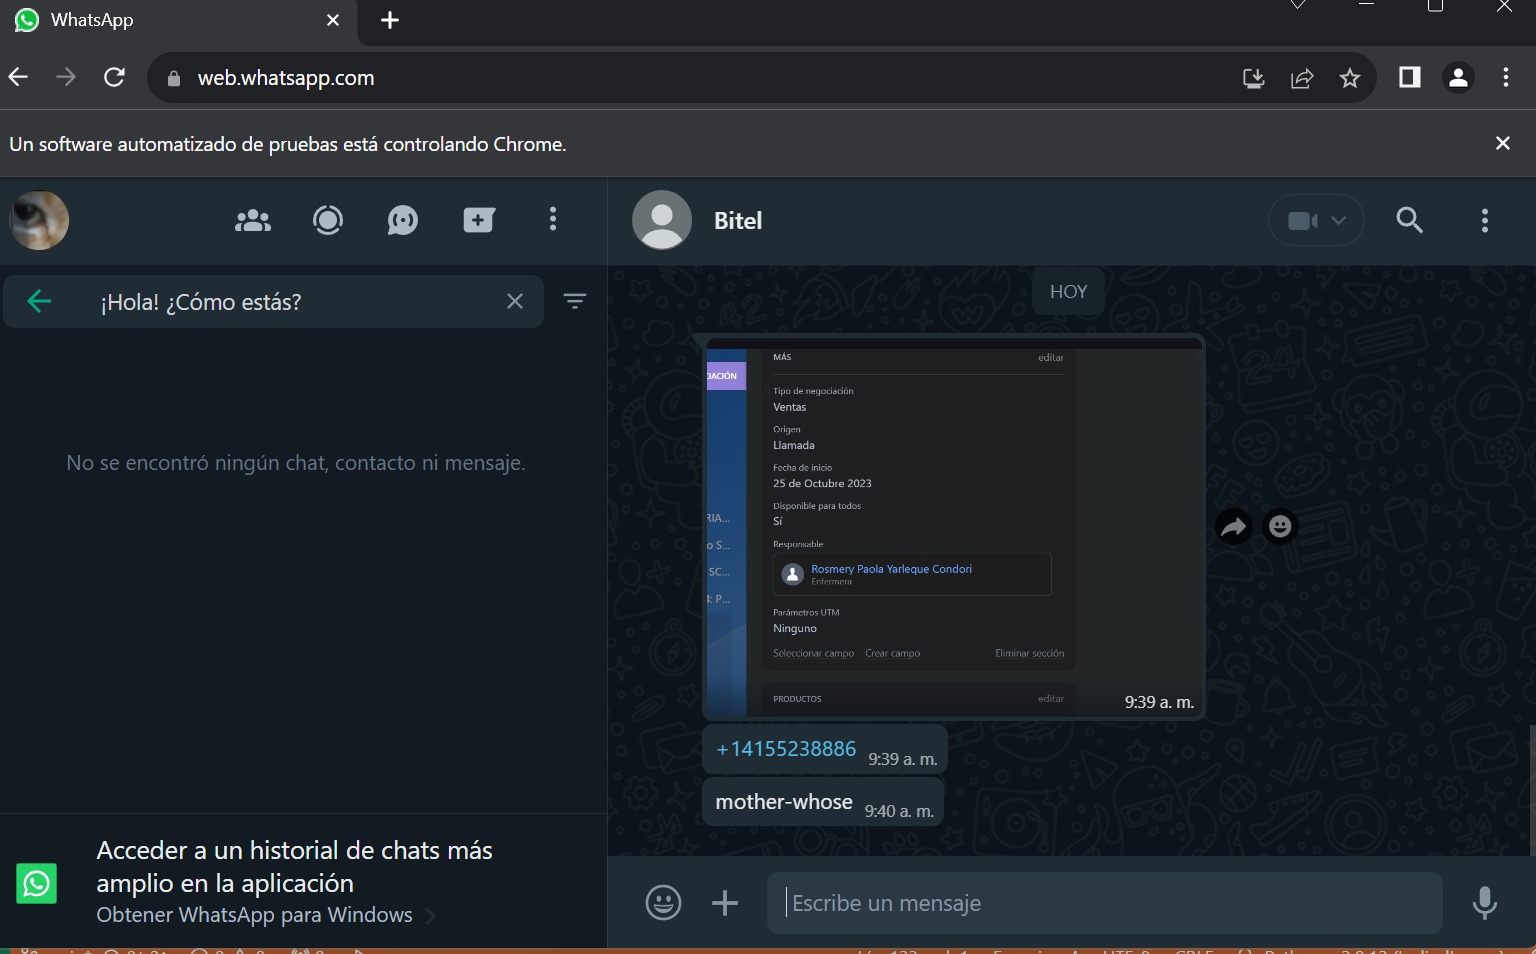 WhatsApp
web.whatsapp.com
Un software automatizado de pruebas está controlando Chrome.
Bitel
¡Hola! ¿Cómo estás?
No se encontró ningún chat, contacto ni mensaje.
HOY
MÁS editar
Tipo de negociación
Ventas
Origen
Llamada
Fecha de inicio
25 de Octubre 2023
Disponible para todos
Sí
Responsable
Rosmery Paola Yarleque Condori
Enfermera
Parámetros UTM
Ninguno
Seleccionar campo Crear campo Eliminar sección
PRODUCTOS editar
9:39 a. m.
+14155238886 9:39 a. m.
mother-whose 9:40 a. m.
Acceder a un historial de chats más
amplio en la aplicación
Obtener WhatsApp para Windows
Escribe un mensaje